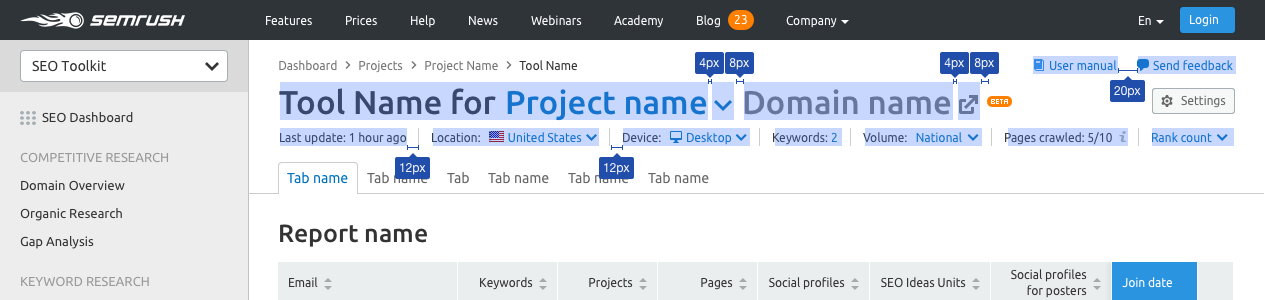 SEMRUSH Features Prices Help News Webinars Academy Blog 23 Company En Login
SEO Toolkit
SEO Dashboard
COMPETITIVE RESEARCH
Domain Overview
Organic Research
Gap Analysis
KEYWORD RESEARCH
Dashboard > Projects > Project Name > Tool Name
4px 8px 4px 8px
User manual Send feedback
20px
Tool Name for Project name Domain name BETA
Settings
Last update: 1 hour ago Location: United States Device: Desktop Keywords: 2 Volume: National Pages crawled: 5/10 i Rank count
12px 12px
Tab name Tab name Tab Tab name Tab name Tab name
Report name
Email Keywords Projects Pages Social profiles SEO Ideas Units Social profiles for posters Join date